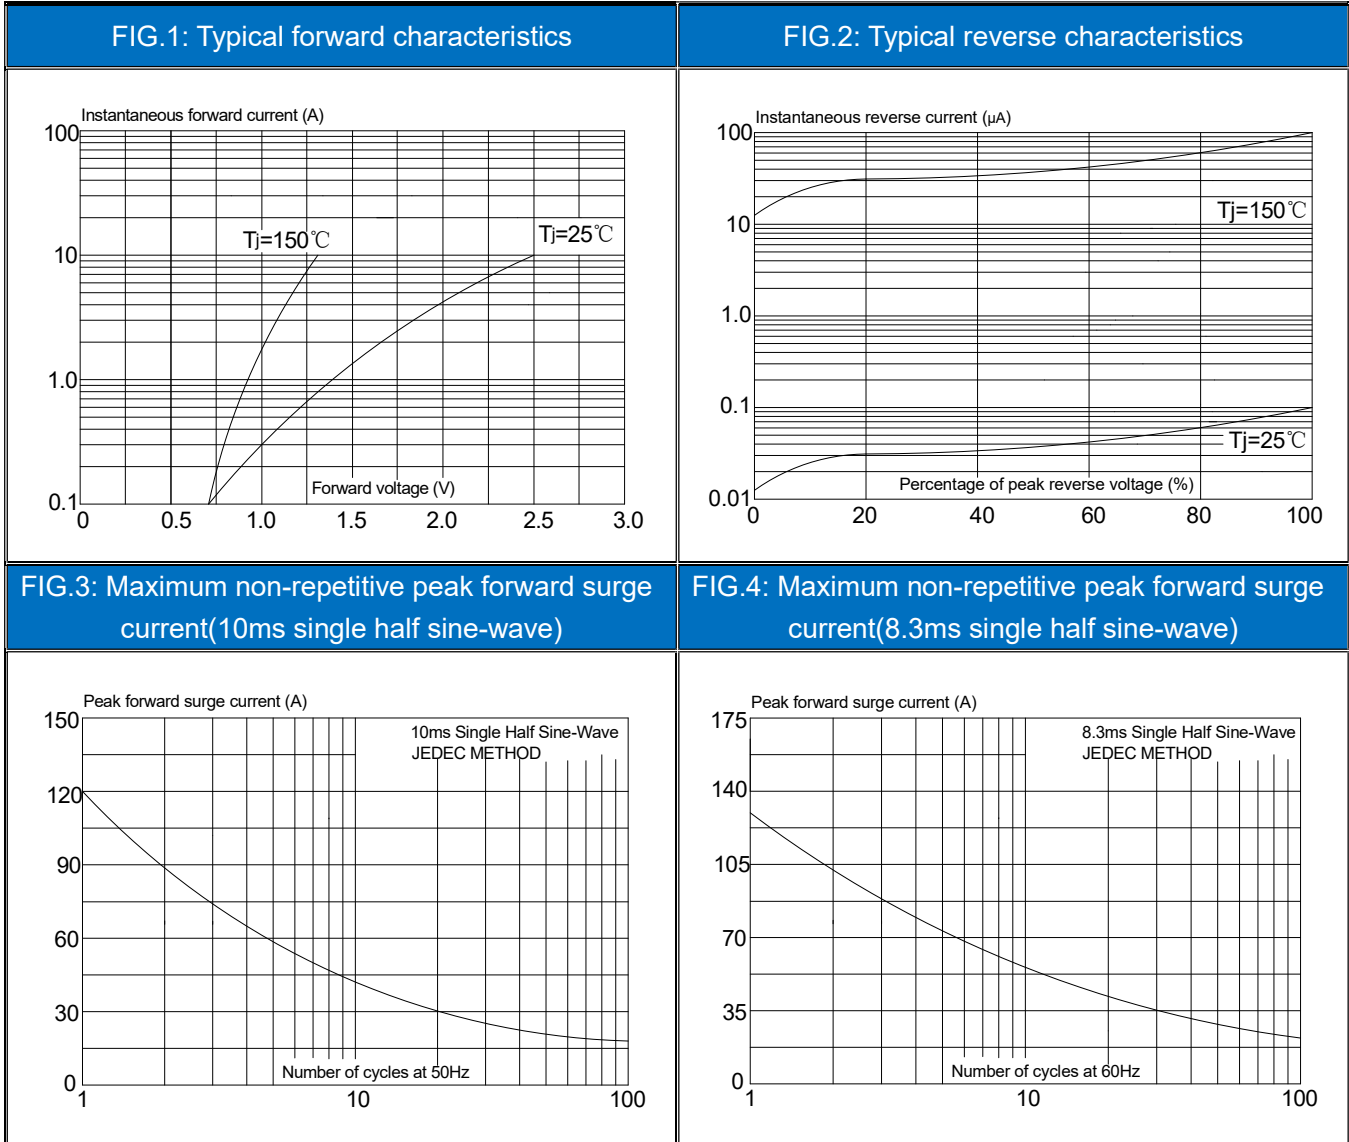 FIG.1: Typical forward characteristics
FIG.2: Typical reverse characteristics
Instantaneous forward current (A)
100
10
1.0
0.1
Tj=150℃
Tj=25℃
Forward voltage (V)
0 0.5 1.0 1.5 2.0 2.5 3.0
Instantaneous reverse current (μA)
100
10
1.0
0.1
0.01
Tj=150℃
Tj=25℃
Percentage of peak reverse voltage (%)
0 20 40 60 80 100
FIG.3: Maximum non-repetitive peak forward surge
current(10ms single half sine-wave)
FIG.4: Maximum non-repetitive peak forward surge
current(8.3ms single half sine-wave)
Peak forward surge current (A)
150
120
90
60
30
0
10ms Single Half Sine-Wave
JEDEC METHOD
Number of cycles at 50Hz
1 10 100
Peak forward surge current (A)
175
140
105
70
35
0
8.3ms Single Half Sine-Wave
JEDEC METHOD
Number of cycles at 60Hz
1 10 100